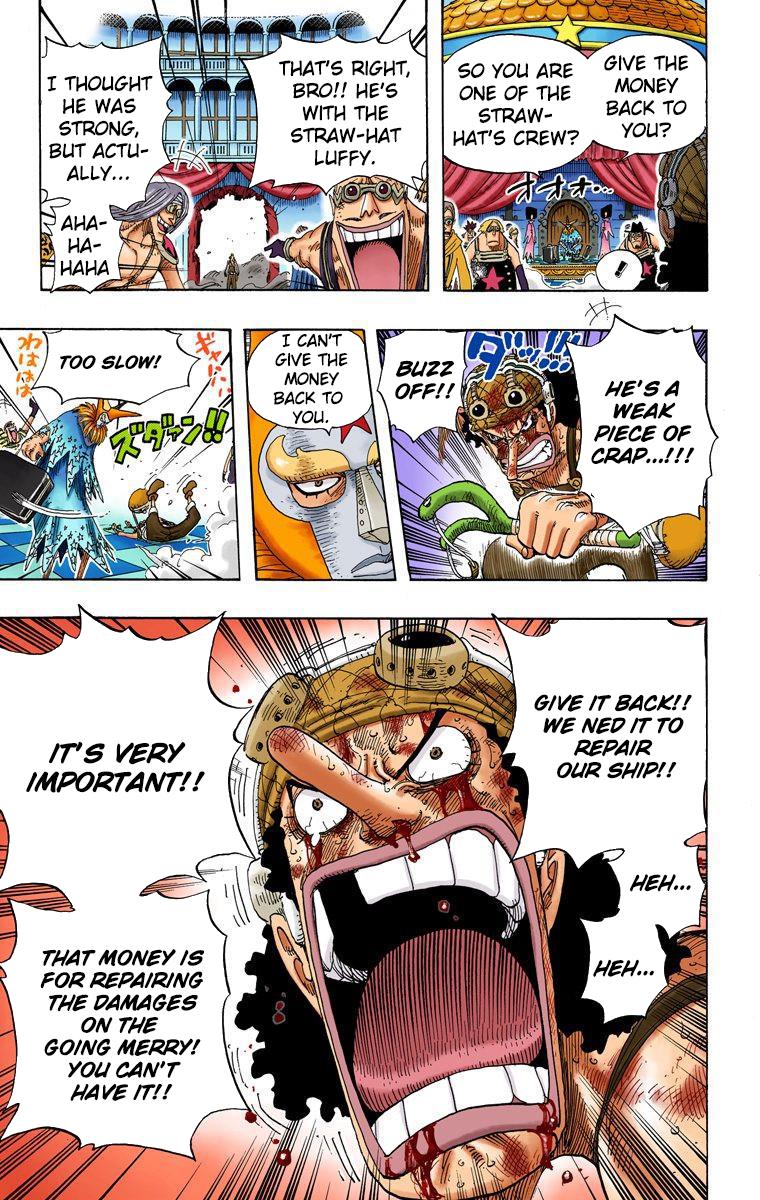 GIVE THE
MONEY
BACK TO
YOU?
SO YOU ARE
ONE OF THE
STRAW-
HAT'S CREW?
オオオ...
!
THAT'S RIGHT,
BRO!! HE'S
WITH THE
STRAW-HAT
LUFFY.
I THOUGHT
HE WAS
STRONG,
BUT ACTU-
ALLY...
AHA-
HA-
HAHA
HE'S A
WEAK
PIECE OF
CRAP...!!!
ダッ!!!
BUZZ
OFF!!
I CAN'T
GIVE THE
MONEY
BACK TO
YOU.
ギャハハハ
TOO SLOW!
ズダァン!!
わははは
GIVE IT BACK!!
WE NED IT TO
REPAIR
OUR SHIP!!
HEH...
HEH...
IT'S VERY
IMPORTANT!!
THAT MONEY IS
FOR REPAIRING
THE DAMAGES
ON THE
GOING MERRY!
YOU CAN'T
HAVE IT!!